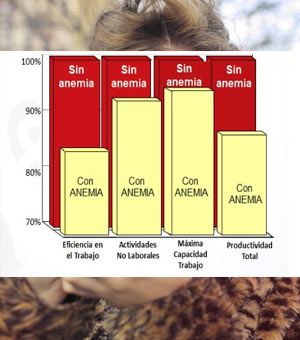 100%
90%
80%
70%
Sin
anemia
Sin
anemia
Sin
anemia
Sin
anemia
Con
ANEMIA
Con
ANEMIA
Con
ANEMIA
Con
ANEMIA
Eficiencia en
el Trabajo
Actividades
No Laborales
Máxima
Capacidad
Trabajo
Productividad
Total